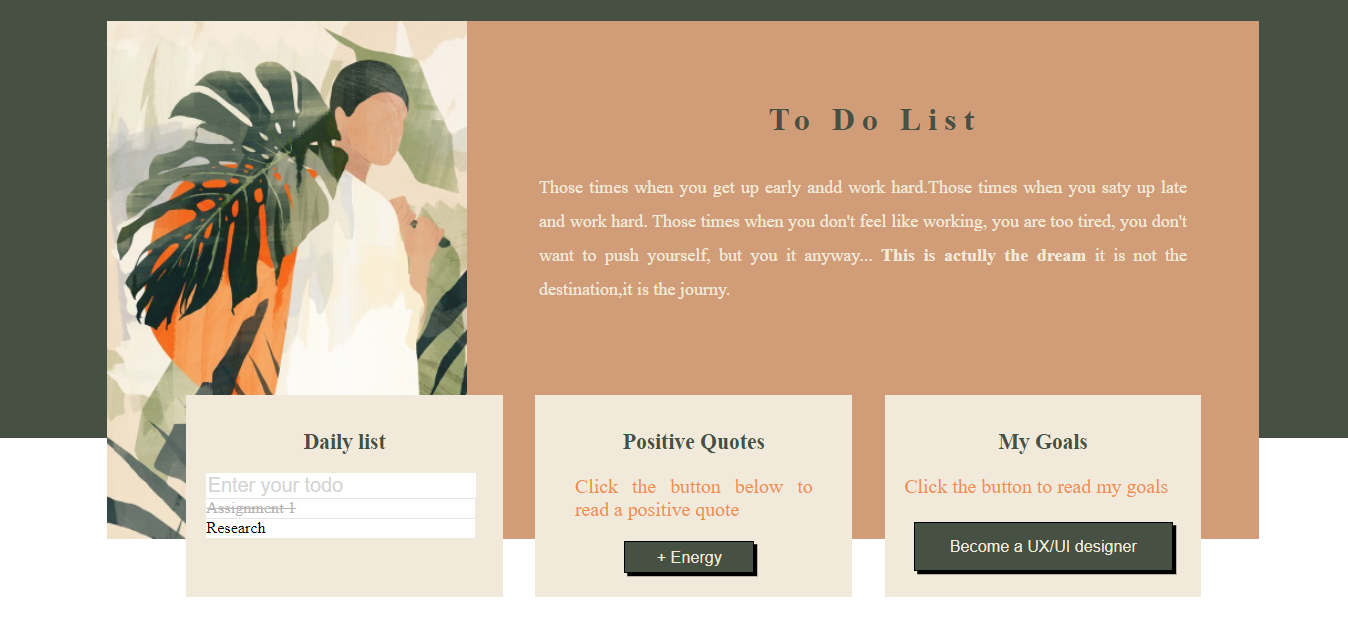 To Do List
Those times when you get up early andd work hard.Those times when you saty up late
and work hard. Those times when you don't feel like working, you are too tired, you don't
want to push yourself, but you it anyway... This is actully the dream it is not the
destination,it is the journy.
Daily list
Enter your todo
Assignment 1
Research
Positive Quotes
Click the button below to
read a positive quote
+ Energy
My Goals
Click the button to read my goals
Become a UX/UI designer